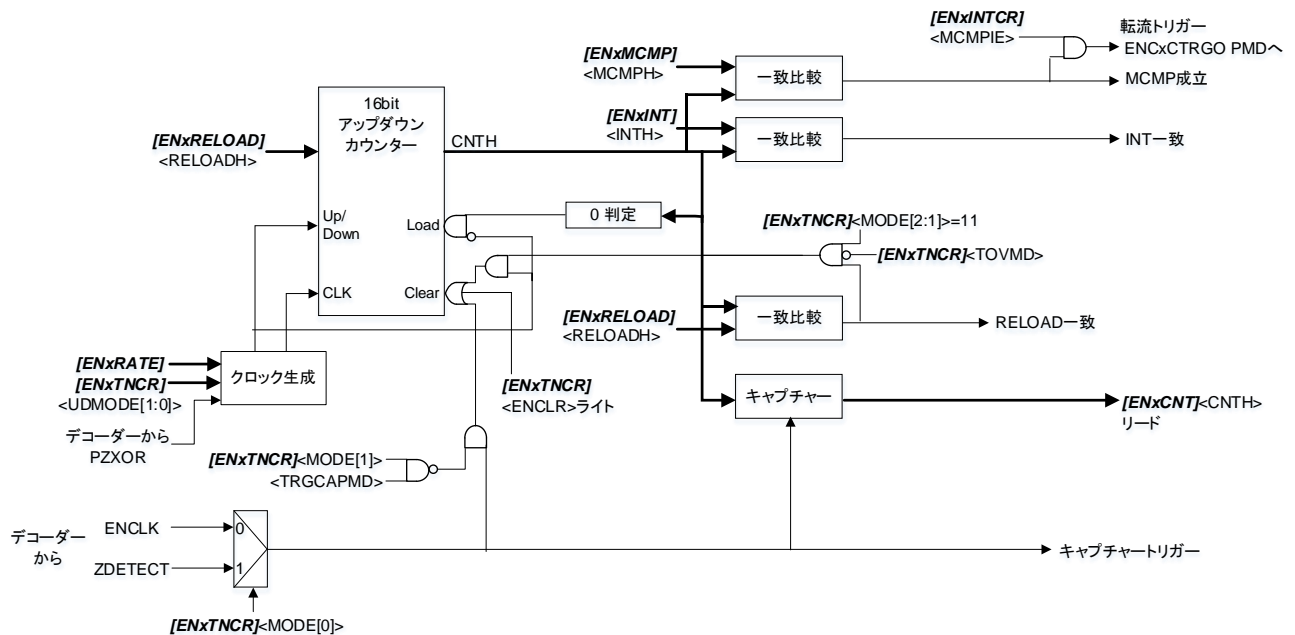 [ENxINTCR]
<MCMPIE>
転流トリガー
ENCxCTRGO PMDへ
[ENxMCMP]
<MCMPH>
一致比較
MCMP成立
16bit
アップダウン
カウンター
[ENxINT]
<INTH>
一致比較
INT一致
[ENxRELOAD]
<RELOADH>
CNTH
Up/
Down
Load
0 判定
[ENxTNCR]<MODE[2:1]>=11
[ENxTNCR]<TOVMD>
CLK
Clear
[ENxRELOAD]
<RELOADH>
一致比較
RELOAD一致
[ENxRATE]
[ENxTNCR]
<UDMODE[1:0]>
クロック生成
デコーダーから
PZXOR
[ENxTNCR]
<ENCLR>ライト
キャプチャー
[ENxCNT]<CNTH>
リード
[ENxTNCR]<MODE[1]>
<TRGCAPMD>
デコーダー
から
ENCLK
0
ZDETECT
1
キャプチャートリガー
[ENxTNCR]<MODE[0]>